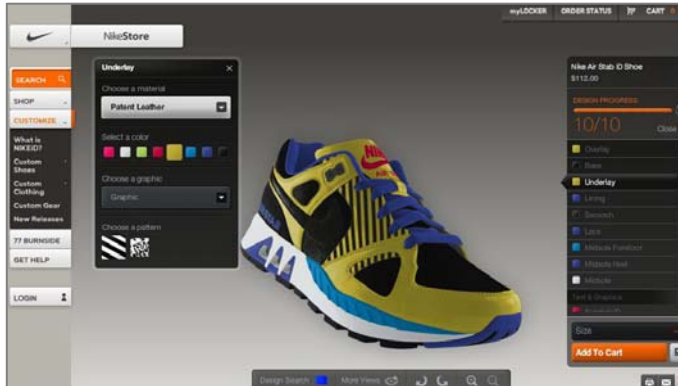 myLOCKER
ORDER STATUS
CART
NikeStore
SEARCH
SHOP
CUSTOMIZE
What is
NIKEiD?
Custom
Shoes
Custom
Clothing
Custom Gear
New Releases
77 BURNSIDE
GET HELP
LOGIN
Underlay
Choose a material
Patent Leather
Select a color
Choose a graphic
Graphic
Choose a pattern
Nike Air Stab iD Shoe
$112.00
DESIGN PROGRESS
10/10
Close
Overlay
Base
Underlay
Lining
Swoosh
Lace
Midsole Forefoot
Midsole Heel
Midsole
Text & Graphics
Size
Add To Cart
Design Search
More Views